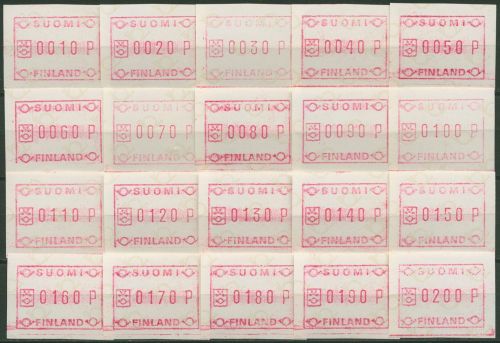 SUOMI
0010 P
FINLAND
SUOMI
0020 P
FINLAND
SUOMI
0030 P
FINLAND
SUOMI
0040 P
FINLAND
SUOMI
0050 P
FINLAND
SUOMI
0060 P
FINLAND
SUOMI
0070 P
FINLAND
SUOMI
0080 P
FINLAND
SUOMI
0090 P
FINLAND
SUOMI
0100 P
FINLAND
SUOMI
0110 P
FINLAND
SUOMI
0120 P
FINLAND
SUOMI
0130 P
FINLAND
SUOMI
0140 P
FINLAND
SUOMI
0150 P
FINLAND
SUOMI
0160 P
FINLAND
SUOMI
0170 P
FINLAND
SUOMI
0180 P
FINLAND
SUOMI
0190 P
FINLAND
SUOMI
0200 P
FINLAND